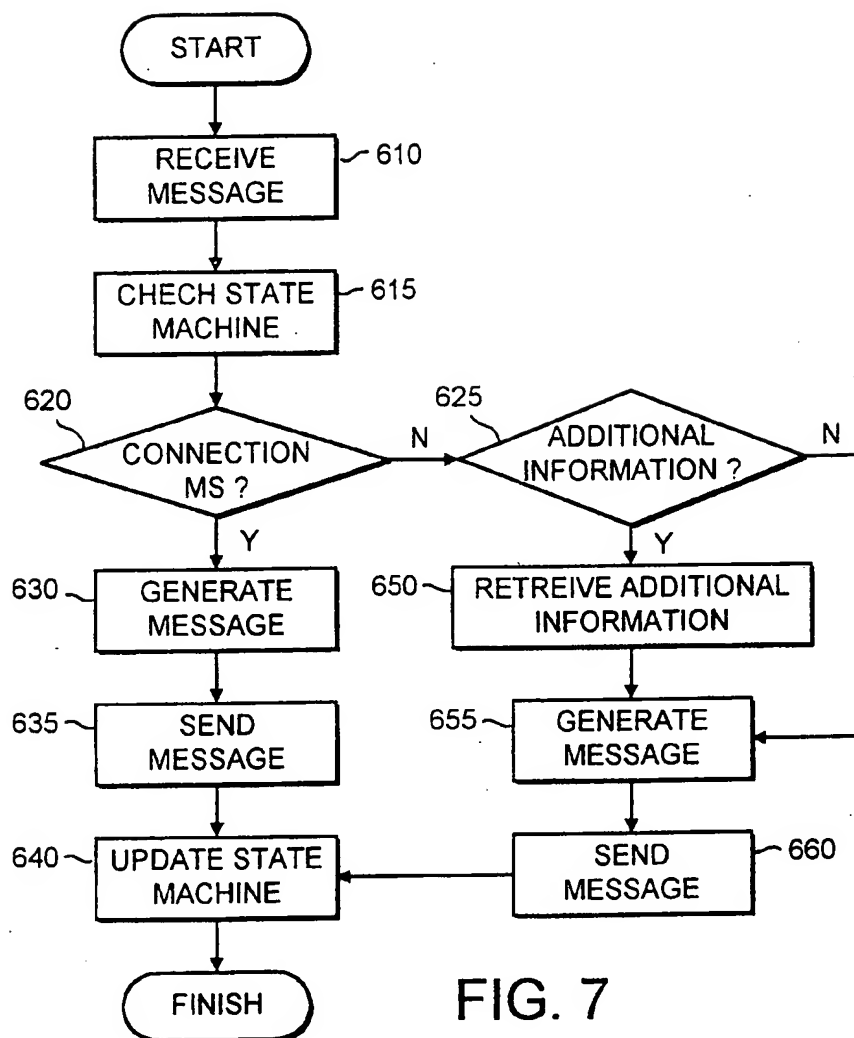 START
RECEIVE
MESSAGE
610
CHECH STATE
MACHINE
615
620
CONNECTION
MS ?
N
625
ADDITIONAL
INFORMATION ?
N
Y
Y
630
GENERATE
MESSAGE
650
RETREIVE ADDITIONAL
INFORMATION
635
SEND
MESSAGE
655
GENERATE
MESSAGE
640
UPDATE STATE
MACHINE
SEND
MESSAGE
660
FINISH
FIG. 7